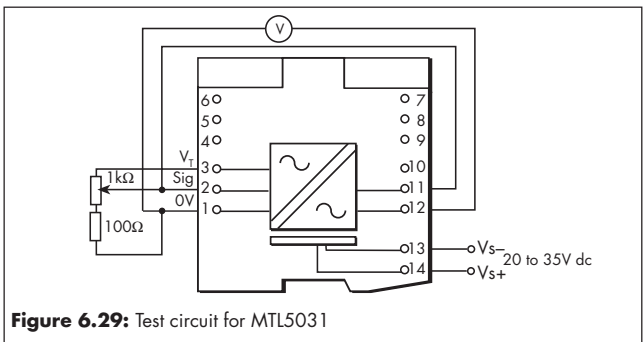 V
6 7
5 8
4 9
V_T 3 10
1kΩ Sig 2 11
0V 1 12
100Ω
13 Vs– 20 to 35V dc
14 Vs+
Figure 6.29: Test circuit for MTL5031